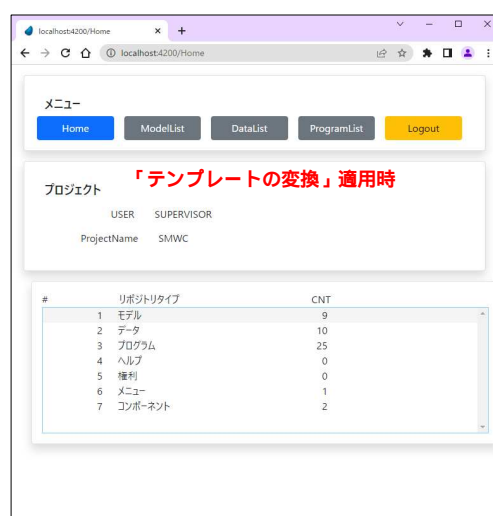 localhost:4200/Home
localhost:4200/Home
メニュー
Home ModelList DataList ProgramList Logout
「テンプレートの変換」適用時
プロジェクト
USER SUPERVISOR
ProjectName SMWC
# リポジトリタイプ CNT
1 モデル 9
2 データ 10
3 プログラム 25
4 ヘルプ 0
5 権利 0
6 メニュー 1
7 コンポーネント 2